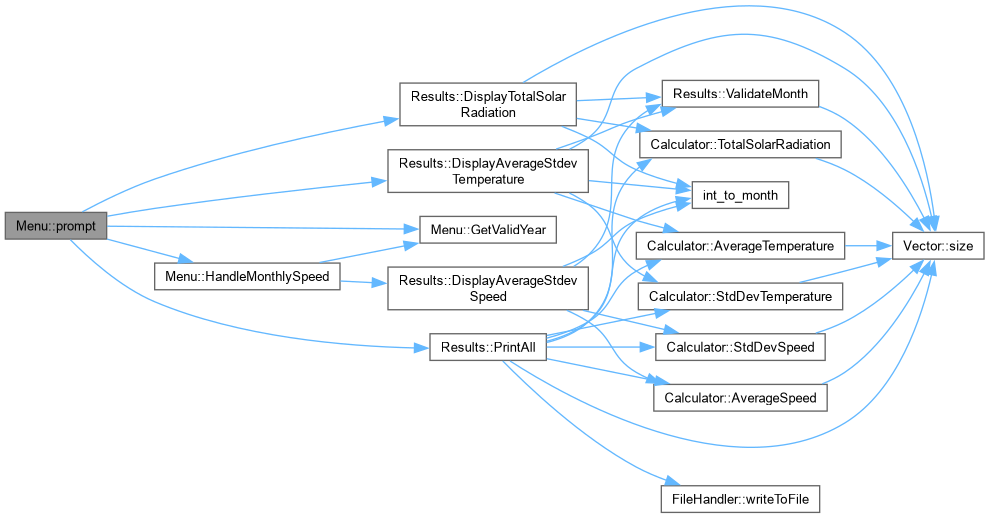 Menu::prompt
Menu::HandleMonthlySpeed
Results::DisplayTotalSolar
Radiation
Results::DisplayAverageStdev
Temperature
Menu::GetValidYear
Results::DisplayAverageStdev
Speed
Results::PrintAll
Results::ValidateMonth
Calculator::TotalSolarRadiation
int_to_month
Calculator::AverageTemperature
Calculator::StdDevTemperature
Calculator::StdDevSpeed
Calculator::AverageSpeed
FileHandler::writeToFile
Vector::size